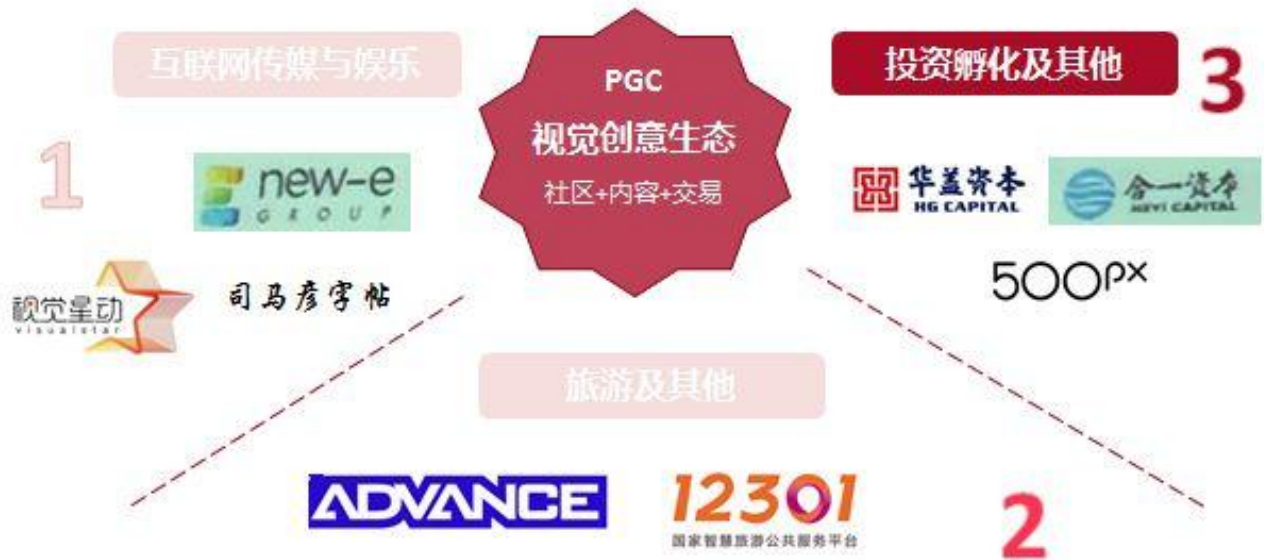 互联网传媒与娱乐
PGC
视觉创意生态
社区+内容+交易
投资孵化及其他
3
1
new-e
GROUP
华盖资本
HG CAPITAL
合一资本
HEYI CAPITAL
视觉星动
visualstar
司马彦字帖
500px
旅游及其他
ADVANCE
12301
国家智慧旅游公共服务平台
2